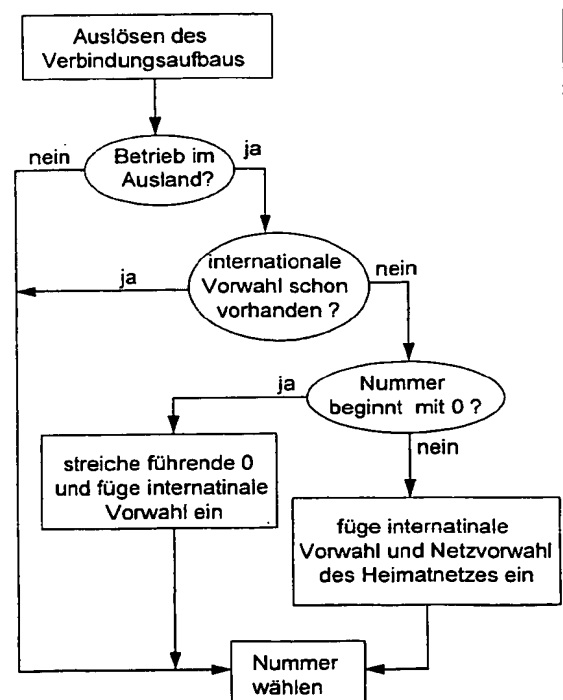 Auslösen des
Verbindungsaufbaus
nein
Betrieb im
Ausland?
ja
internationale
Vorwahl schon
vorhanden ?
ja
nein
Nummer
beginnt mit 0 ?
ja
nein
streiche führende 0
und füge internatinale
Vorwahl ein
füge internatinale
Vorwahl und Netzvorwahl
des Heimatnetzes ein
Nummer
wählen